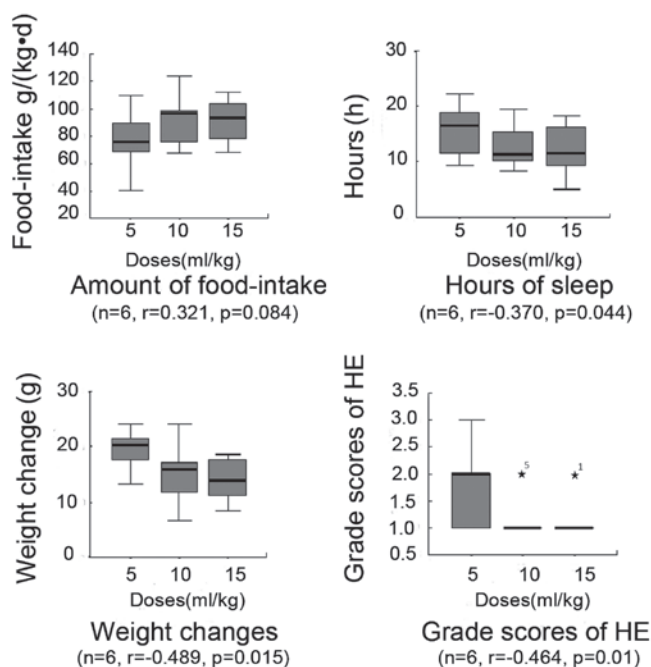 Food-intake g/(kg•d)
140
120
100
80
60
40
20
5 10 15
Doses(ml/kg)
Amount of food-intake
(n=6, r=0.321, p=0.084)
Hours (h)
30
20
10
0
5 10 15
Doses(ml/kg)
Hours of sleep
(n=6, r=-0.370, p=0.044)
Weight change (g)
30
20
10
0
5 10 15
Doses(ml/kg)
Weight changes
(n=6, r=-0.489, p=0.015)
Grade scores of HE
3.5
3.0
2.5
2.0
1.5
1.0
0.5
5
1
5 10 15
Doses(ml/kg)
Grade scores of HE
(n=6, r=-0.464, p=0.01)